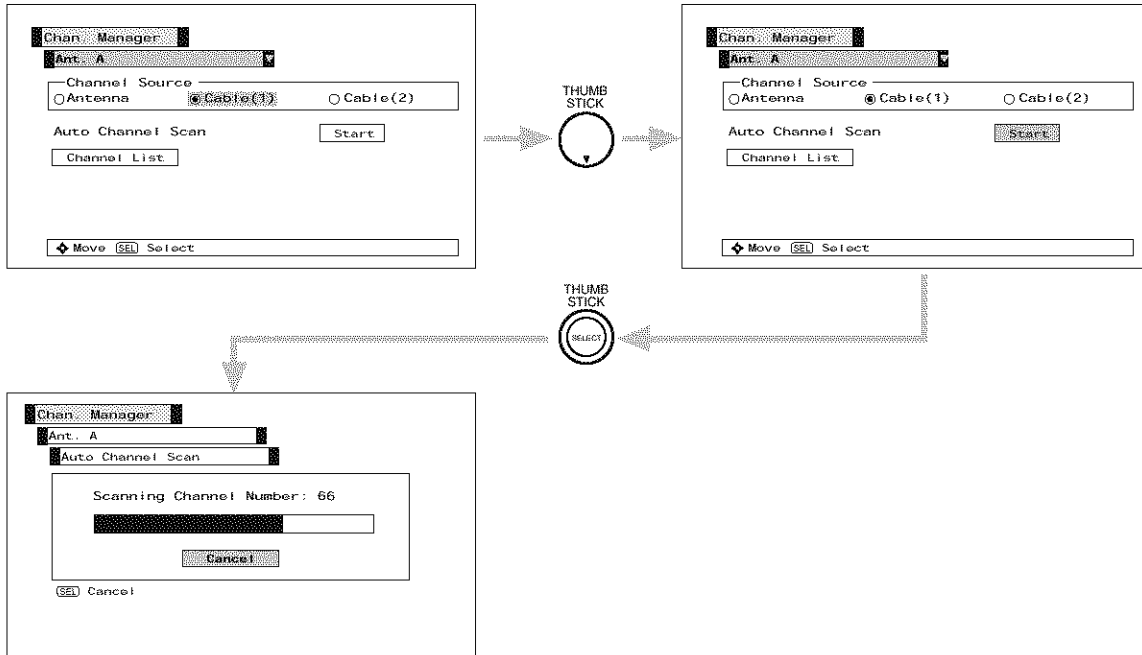 Chan. Manager
Ant. A
Channel Source
Antenna Cable(1) Cable(2)
Auto Channel Scan Start
Channel List
Move SEL Select
THUMB
STICK
Chan. Manager
Ant. A
Channel Source
Antenna Cable(1) Cable(2)
Auto Channel Scan Start
Channel List
Move SEL Select
THUMB
STICK
SELECT
Chan. Manager
Ant. A
Auto Channel Scan
Scanning Channel Number: 66
Cancel
SEL Cancel